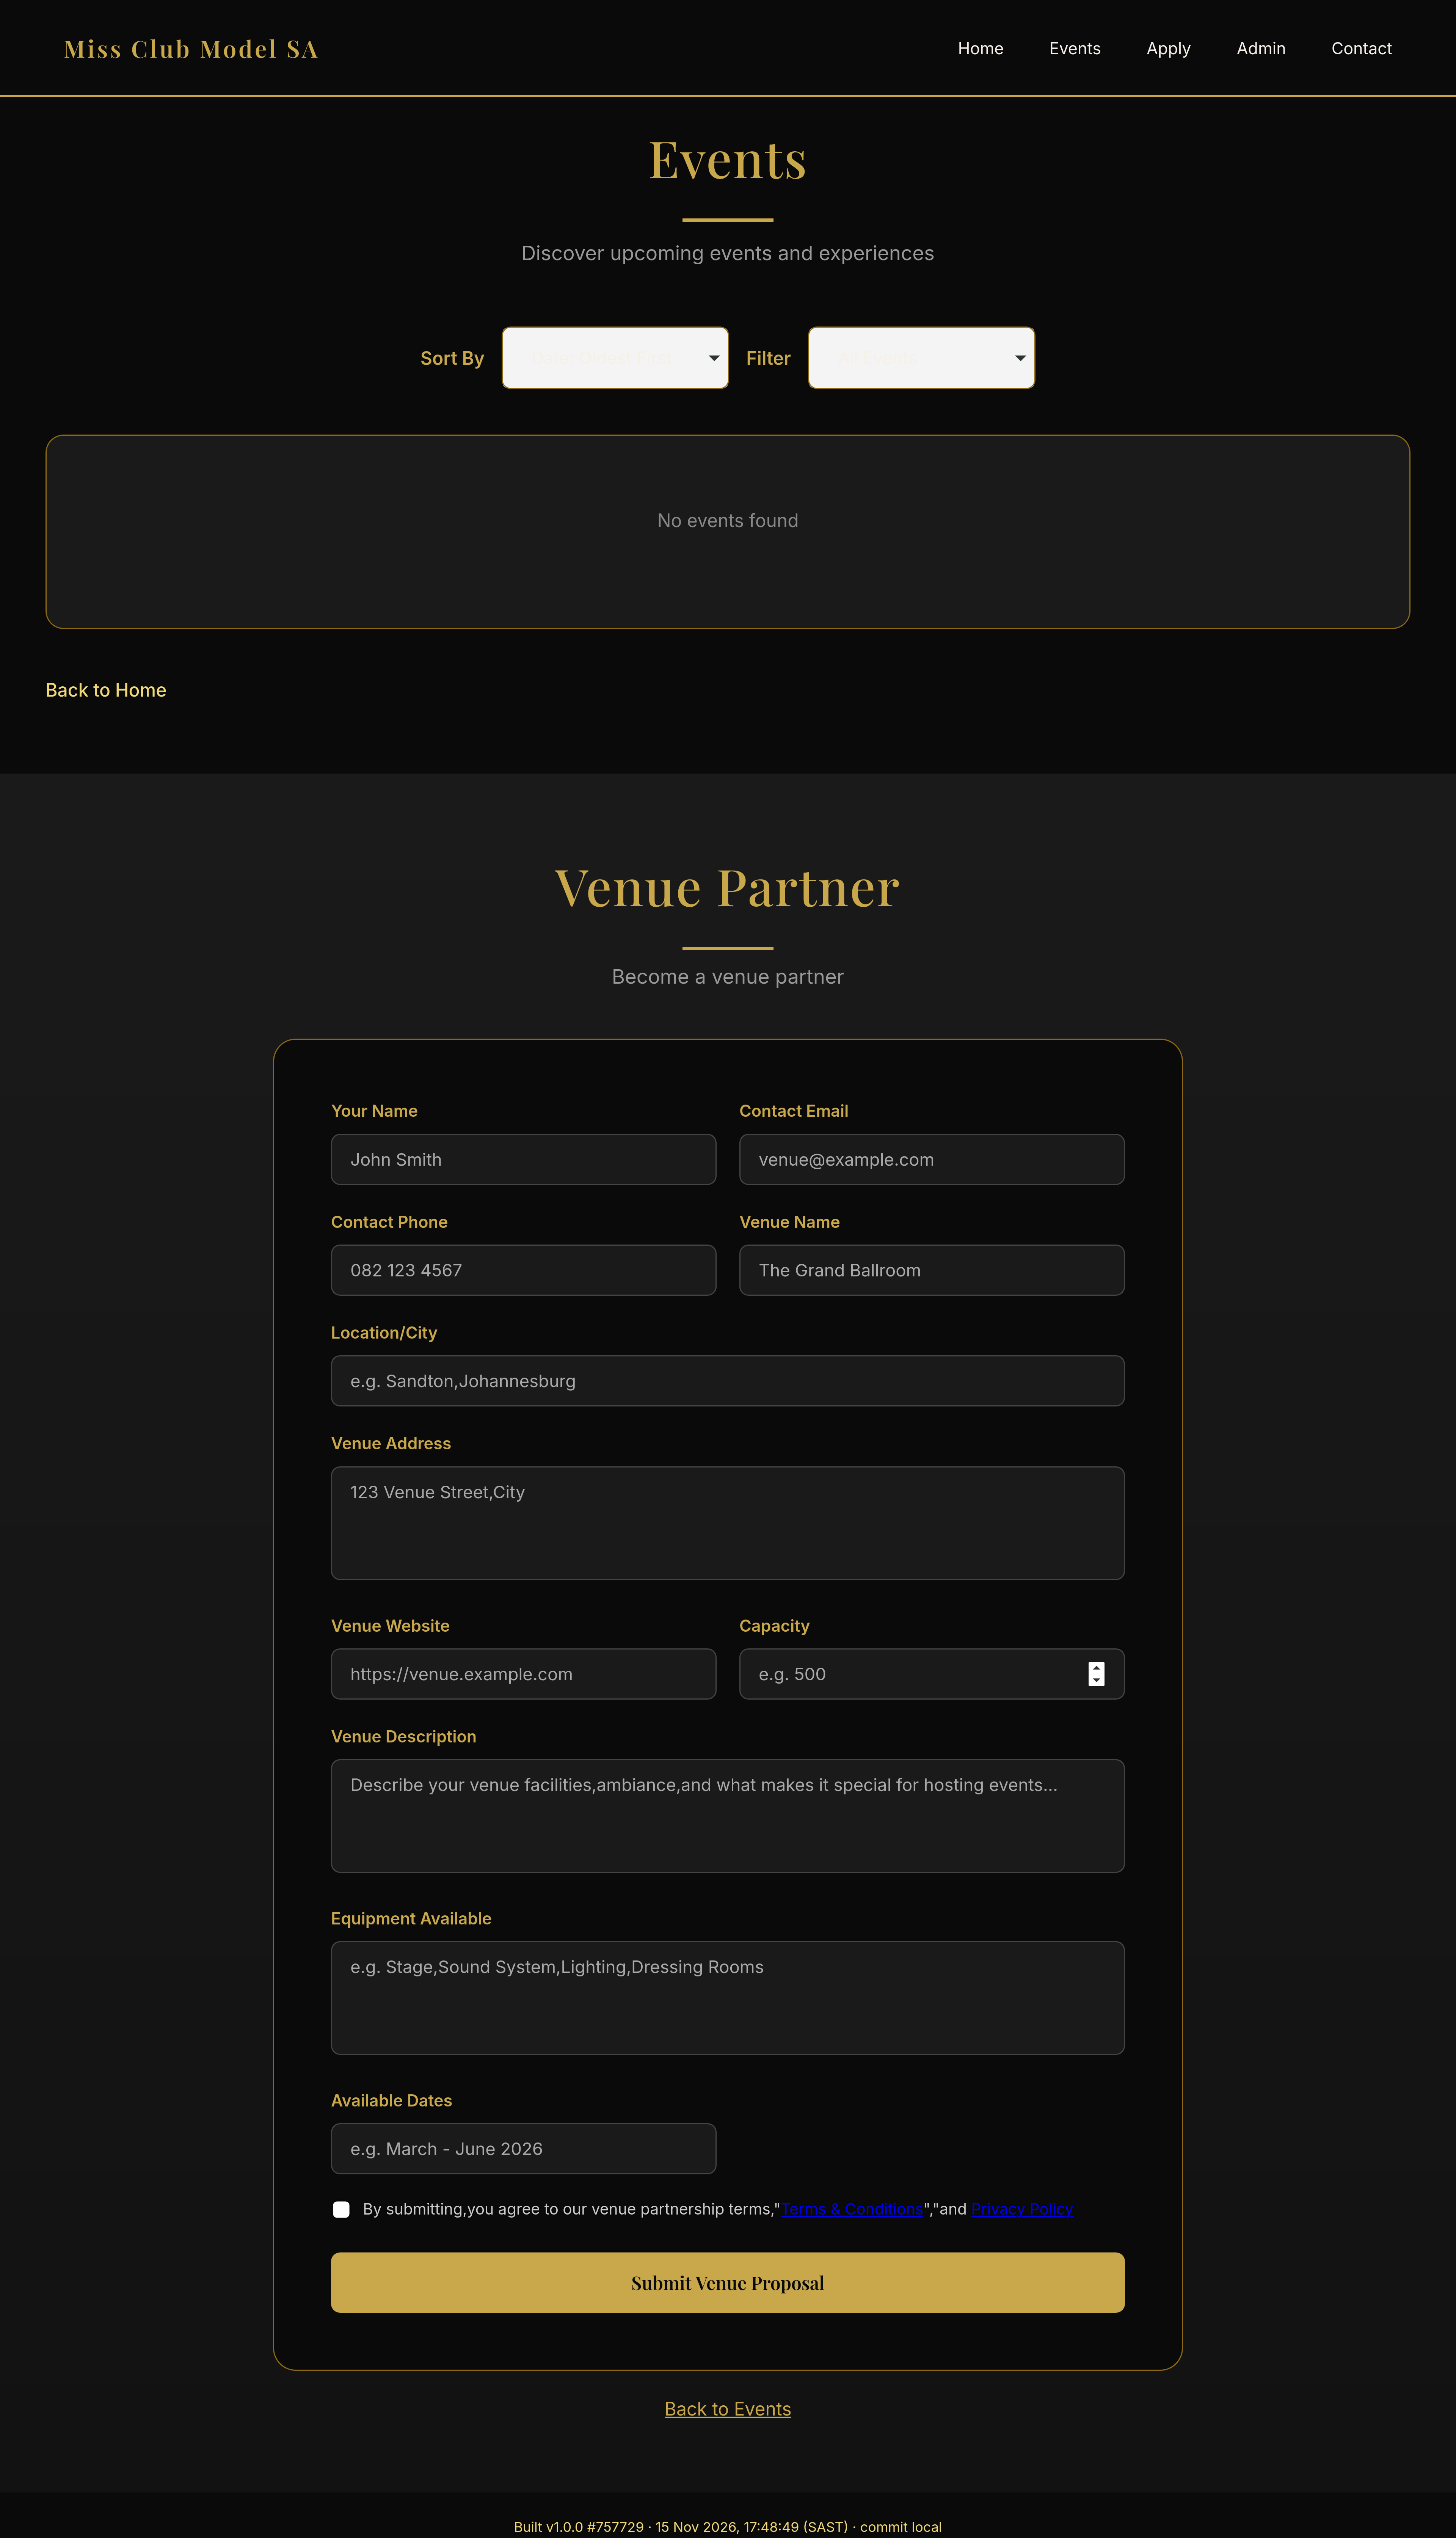 Miss Club Model SA
Home Events Apply Admin Contact
Events
Discover upcoming events and experiences
Sort By Filter All Events
No events found
Back to Home
Venue Partner
Become a venue partner
Your Name Contact Email
John Smith venue@example.com
Contact Phone Venue Name
082 123 4567 The Grand Ballroom
Location/City
e.g. Sandton,Johannesburg
Venue Address
123 Venue Street,City
Venue Website Capacity
https://venue.example.com e.g. 500
Venue Description
Describe your venue facilities,ambiance,and what makes it special for hosting events...
Equipment Available
e.g. Stage,Sound System,Lighting,Dressing Rooms
Available Dates
e.g. March - June 2026
By submitting,you agree to our venue partnership terms,"Terms & Conditions","and Privacy Policy
Submit Venue Proposal
Back to Events
Built v1.0.0 #757729 · 15 Nov 2026, 17:48:49 (SAST) · commit local